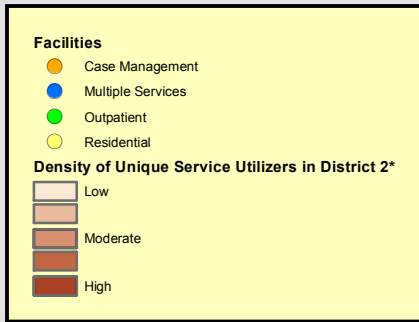 Facilities
Case Management
Multiple Services
Outpatient
Residential
Density of Unique Service Utilizers in District 2*
Low
Moderate
High